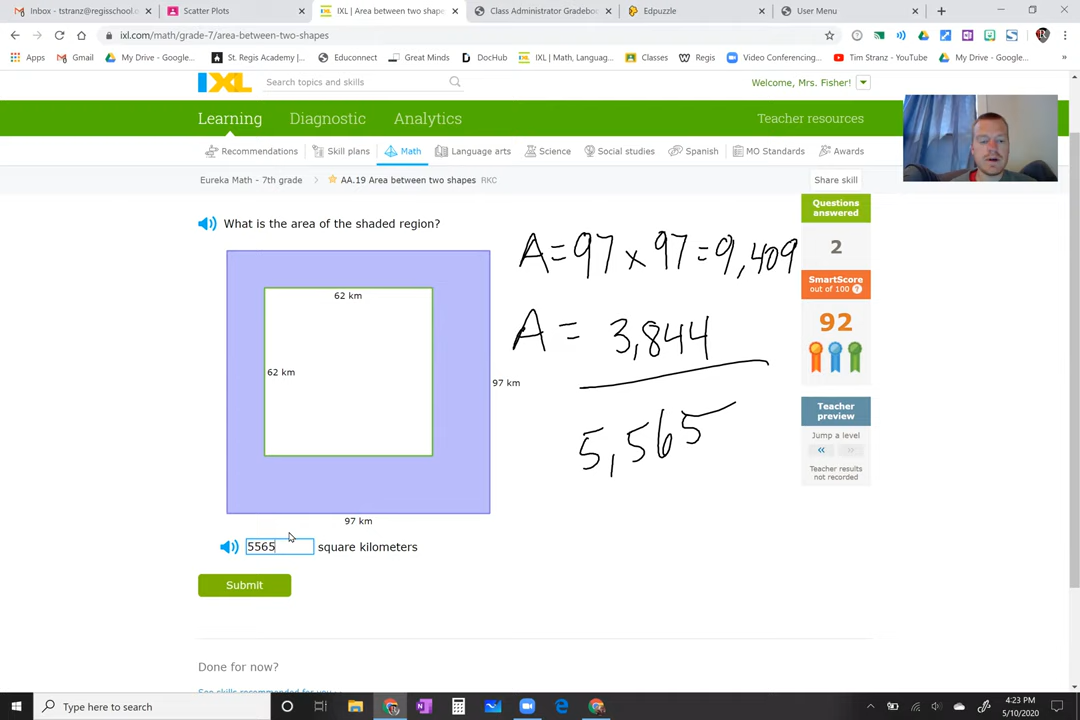 Inbox - tstranz@regisschool.o
Scatter Plots
IXL | Area between two shape
Class Administrator Gradeboo
Edpuzzle
User Menu
ixl.com/math/grade-7/area-between-two-shapes
Apps
Gmail
My Drive - Google...
St. Regis Academy |...
Educonnect
Great Minds
DocHub
IXL | Math, Languag...
Classes
Regis
Video Conferencing...
Tim Stranz - YouTube
My Drive - Google...
IXL
Search topics and skills
Welcome, Mrs. Fisher!
Learning
Diagnostic
Analytics
Teacher resources
Recommendations
Skill plans
Math
Language arts
Science
Social studies
Spanish
MO Standards
Awards
Eureka Math - 7th grade > AA.19 Area between two shapes RKC
Share skill
What is the area of the shaded region?
62 km
62 km
97 km
97 km
A = 97 x 97 = 9,409
A = 3,844
5,565
Questions answered
2
SmartScore
out of 100 ?
92
Teacher preview
Jump a level
Teacher results not recorded
5565 square kilometers
Submit
Done for now?
Type here to search
4:23 PM
5/10/2020